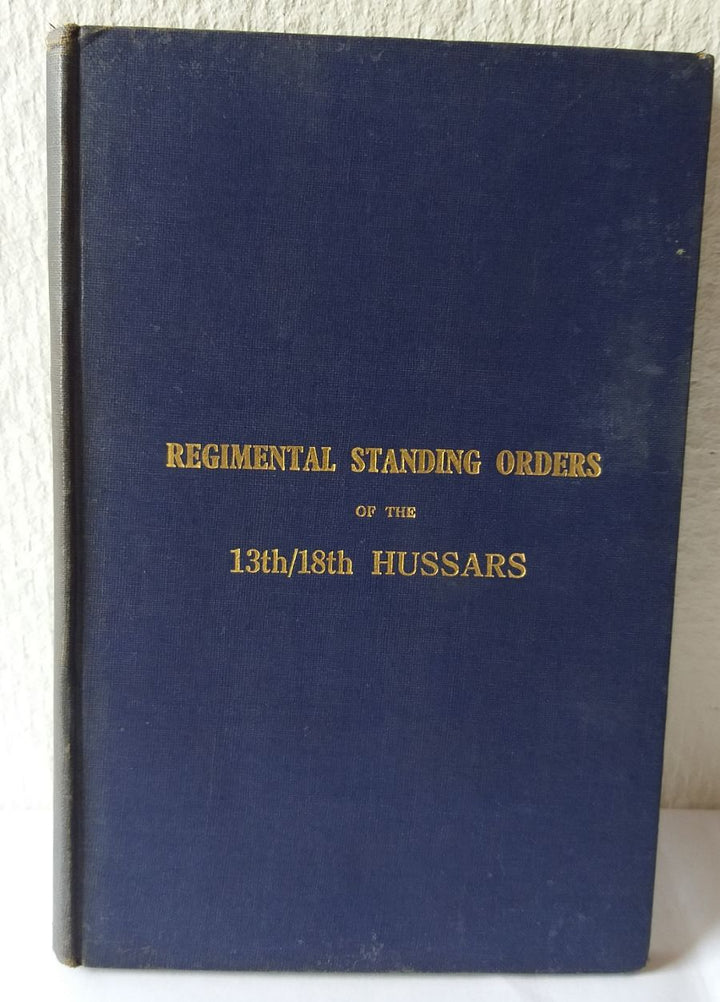 REGIMENTAL STANDING ORDERS
OF THE
13th/18th HUSSARS